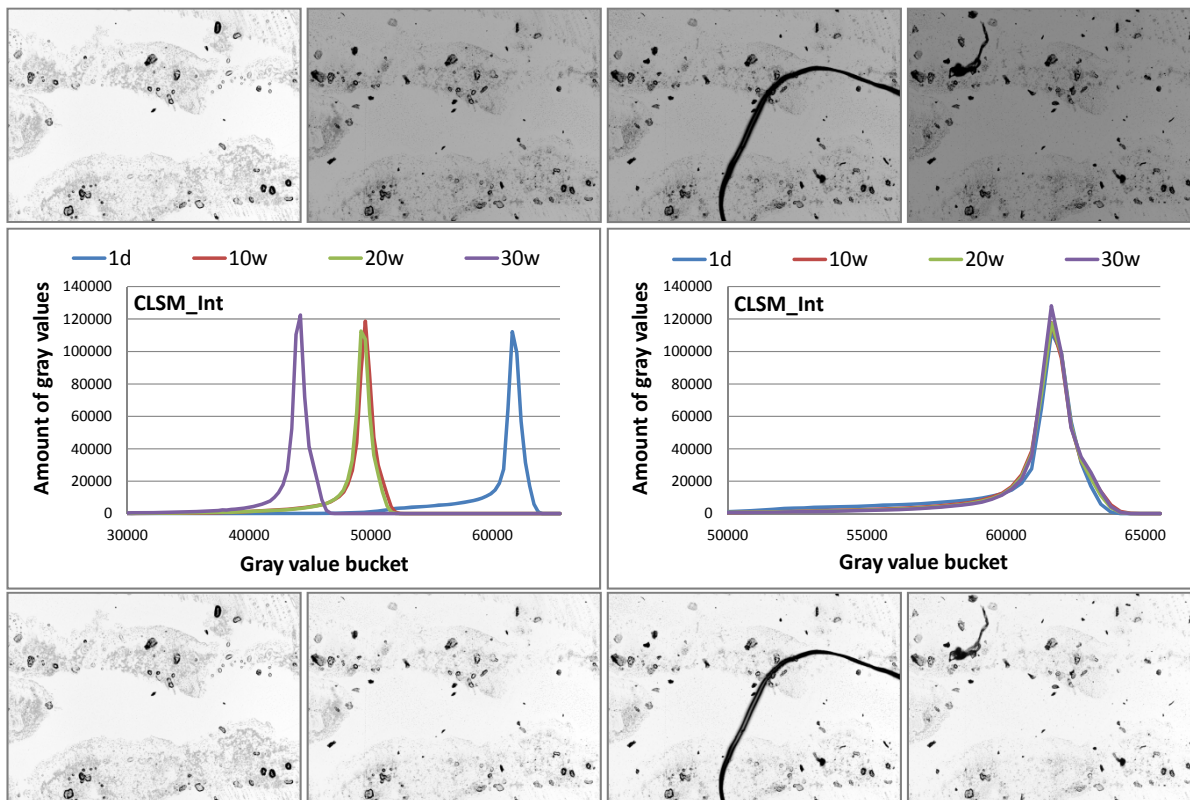 1d 10w 20w 30w
CLSM_Int
Amount of gray values
140000
120000
100000
80000
60000
40000
20000
0
30000 40000 50000 60000
Gray value bucket
1d 10w 20w 30w
CLSM_Int
Amount of gray values
140000
120000
100000
80000
60000
40000
20000
0
50000 55000 60000 65000
Gray value bucket